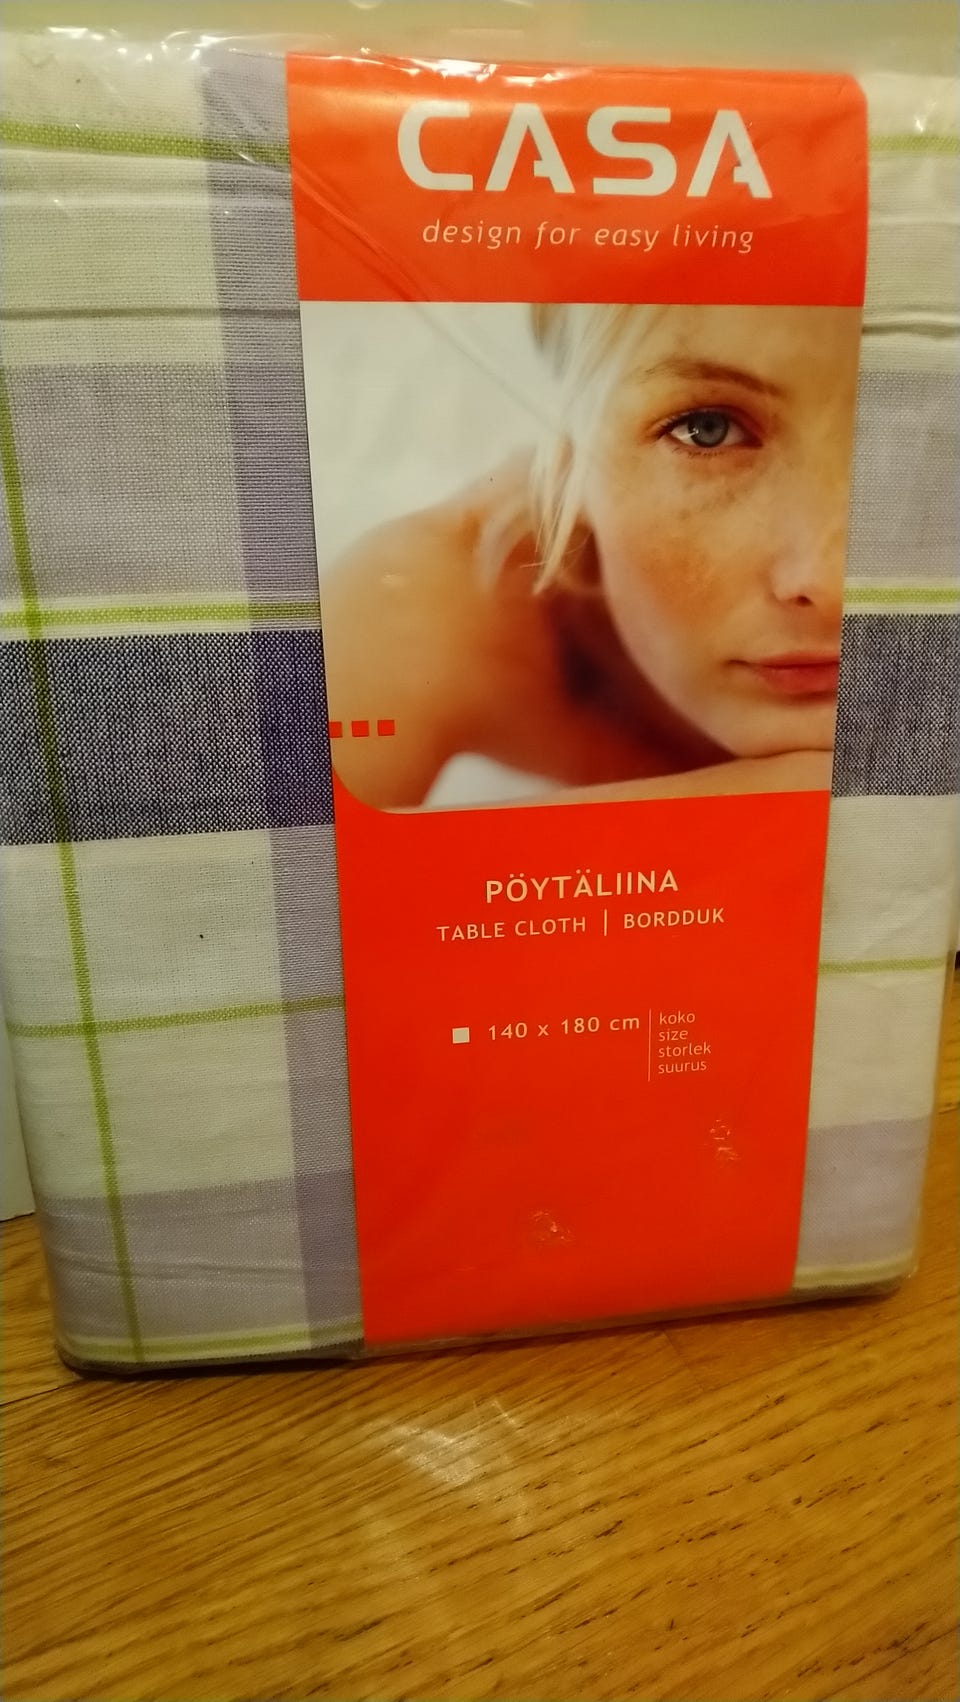 CASA
design for easy living
PÖYTÄLIINA
TABLE CLOTH | BORDDUK
140 x 180 cm
koko
size
storlek
suurus